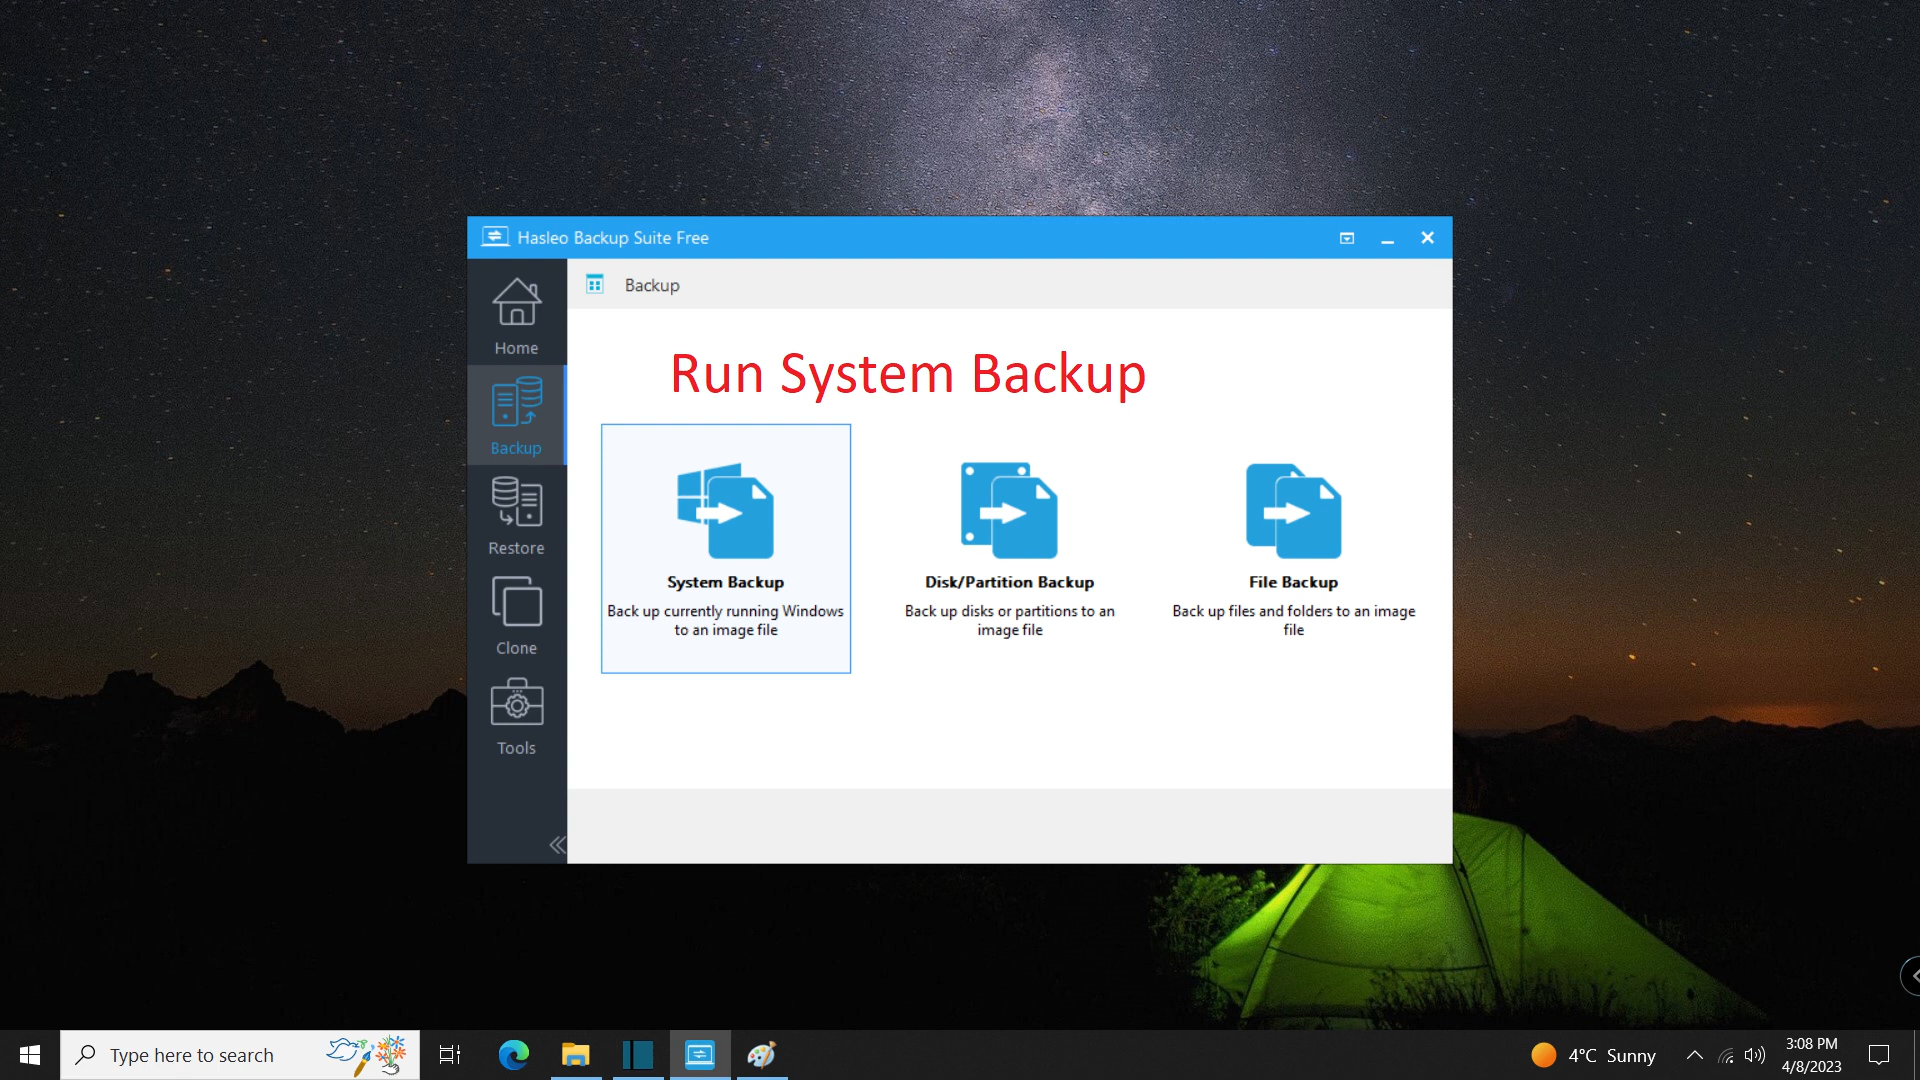 Hasleo Backup Suite Free
Backup
Home
Backup
Restore
Clone
Tools
Run System Backup
System Backup
Back up currently running Windows
to an image file
Disk/Partition Backup
Back up disks or partitions to an
image file
File Backup
Back up files and folders to an image
file
Type here to search
4°C Sunny
3:08 PM
4/8/2023